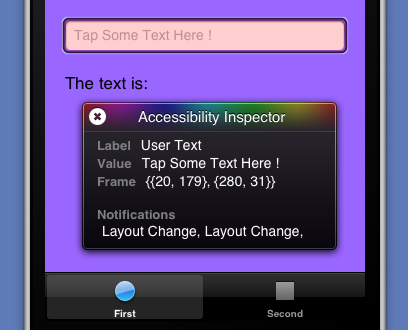 Tap Some Text Here !
The text is:
Accessibility Inspector
Label User Text
Value Tap Some Text Here !
Frame {{20, 179}, {280, 31}}
Notifications
Layout Change, Layout Change,
First Second